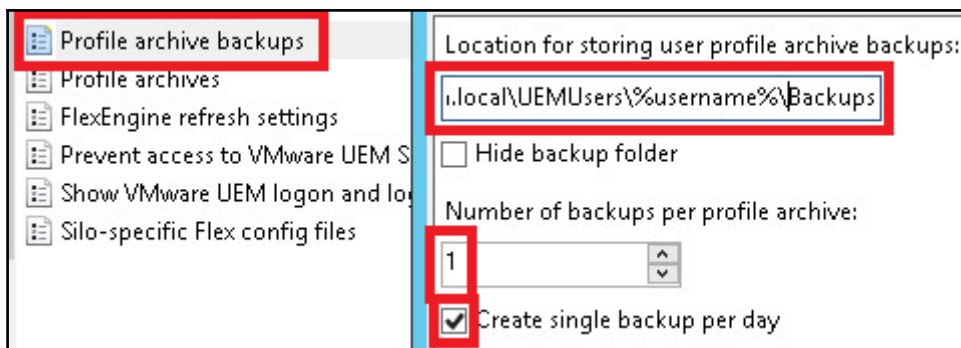 Profile archive backups
Profile archives
FlexEngine refresh settings
Prevent access to VMware UEM S
Show VMware UEM logon and log
Silo-specific Flex config files
Location for storing user profile archive backups:
.local\UEMUsers\%username%\Backups
Hide backup folder
Number of backups per profile archive:
1
Create single backup per day